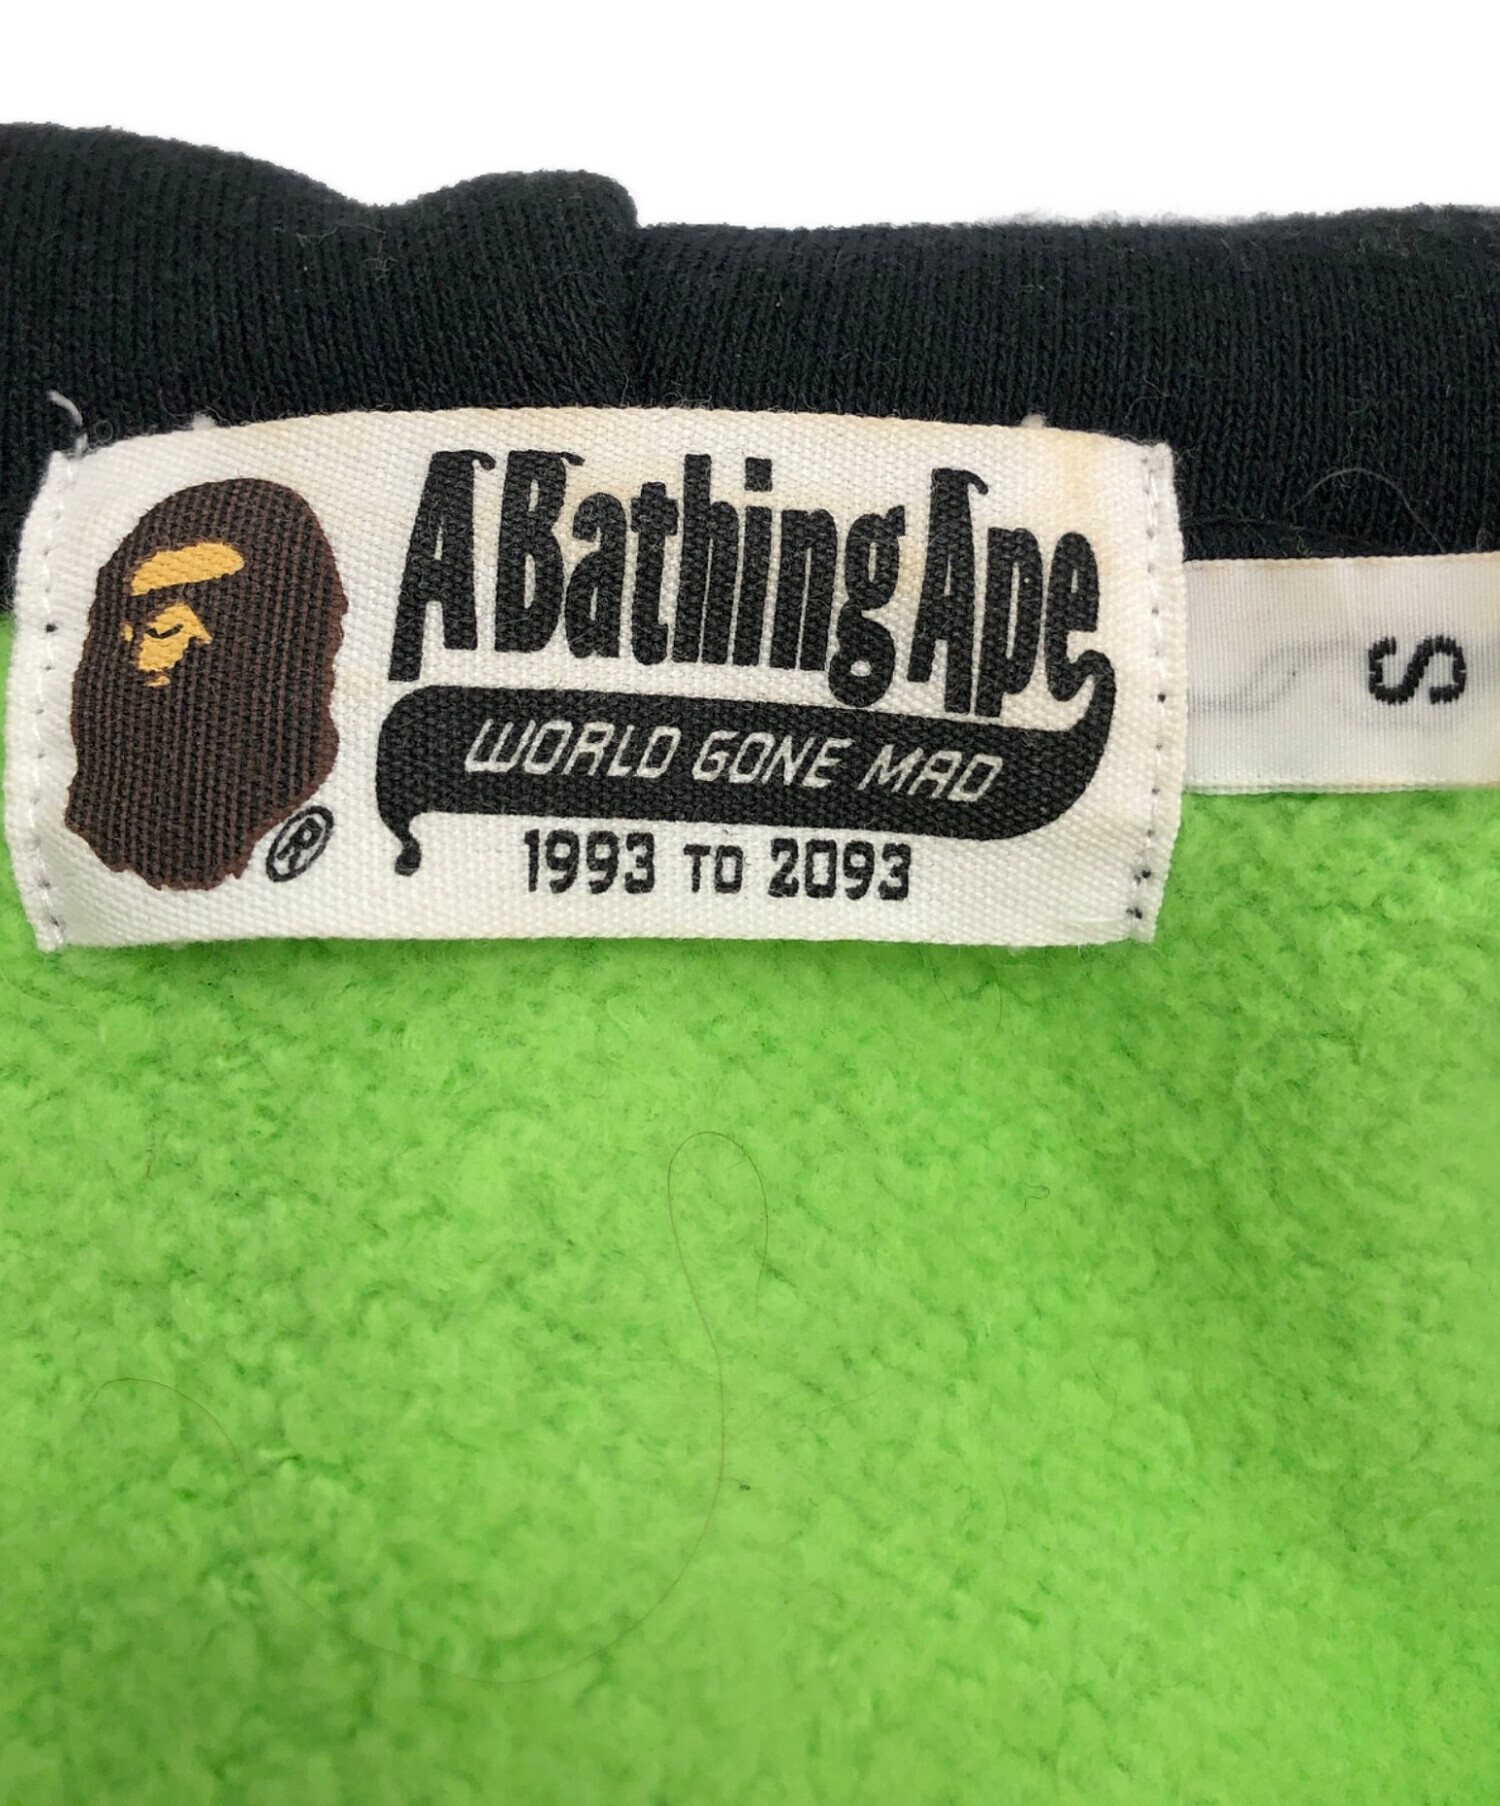 A Bathing Ape
WORLD GONE MAD
1993 TO 2093
®
S